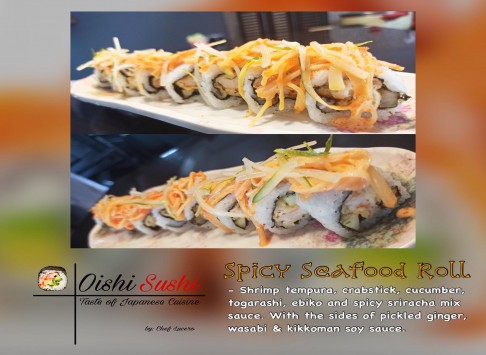 Oishi Sushi
Taste of Japanese Cuisine
by: Chef Lucero
Spicy Seafood Roll
- Shrimp tempura, crabstick, cucumber,
togarashi, ebiko and spicy sriracha mix
sauce. With the sides of pickled ginger,
wasabi & kikkoman soy sauce.